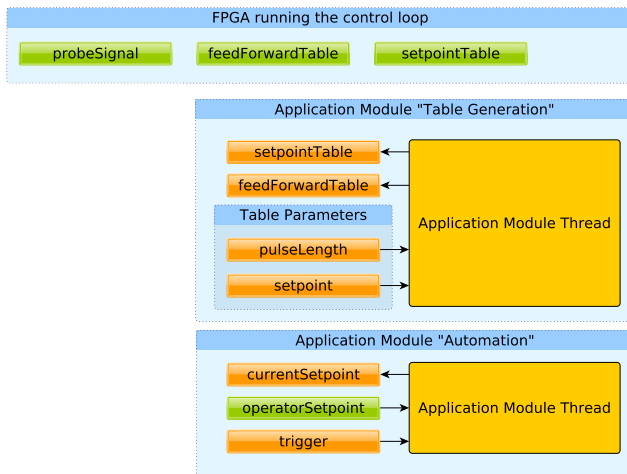 FPGA running the control loop
probeSignal feedForwardTable setpointTable
Application Module "Table Generation"
setpointTable
feedForwardTable
Table Parameters
pulseLength
setpoint
Application Module Thread
Application Module "Automation"
currentSetpoint
operatorSetpoint
trigger
Application Module Thread